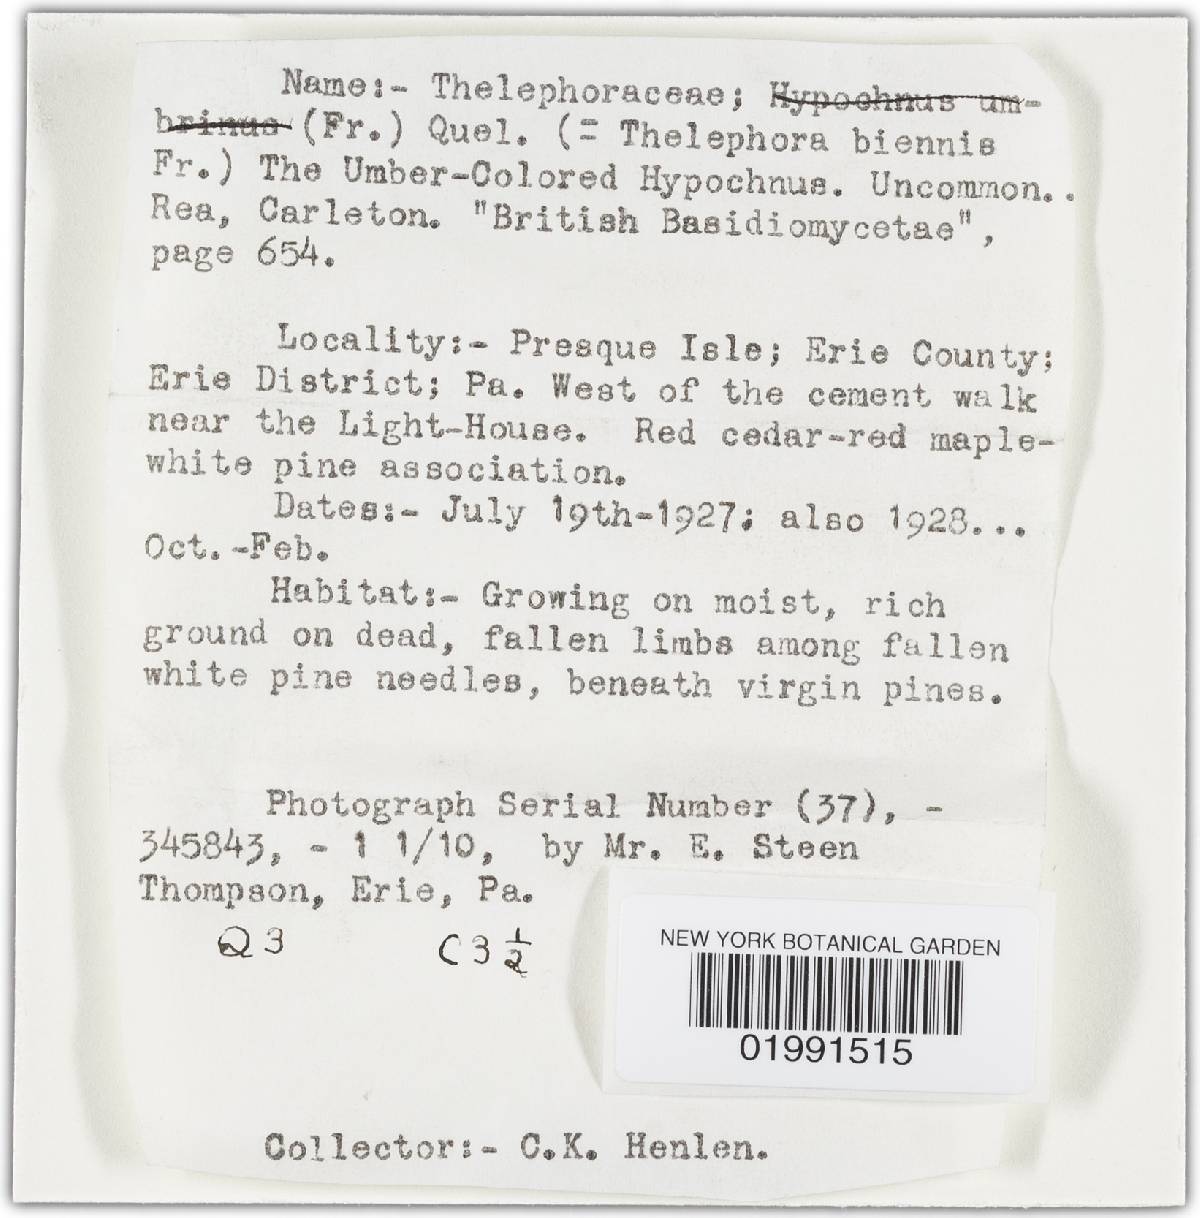 Name:- Thelephoraceae; Hypochnus um-
brinus (Fr.) Quel. (= Thelephora biennis
Fr.) The Umber-Colored Hypochnus. Uncommon..
Rea, Carleton. "British Basidiomycetae",
page 654.
Locality:- Presque Isle; Erie County;
Erie District; Pa. West of the cement walk
near the Light-House. Red cedar-red maple-
white pine association.
Dates:- July 19th-1927; also 1928...
Oct.-Feb.
Habitat:- Growing on moist, rich
ground on dead, fallen limbs among fallen
white pine needles, beneath virgin pines.
Photograph Serial Number (37), -
345843, - 1 1/10, by Mr. E. Steen
Thompson, Erie, Pa.
Q3 C3½
NEW YORK BOTANICAL GARDEN
01991515
Collector:- C.K. Henlen.